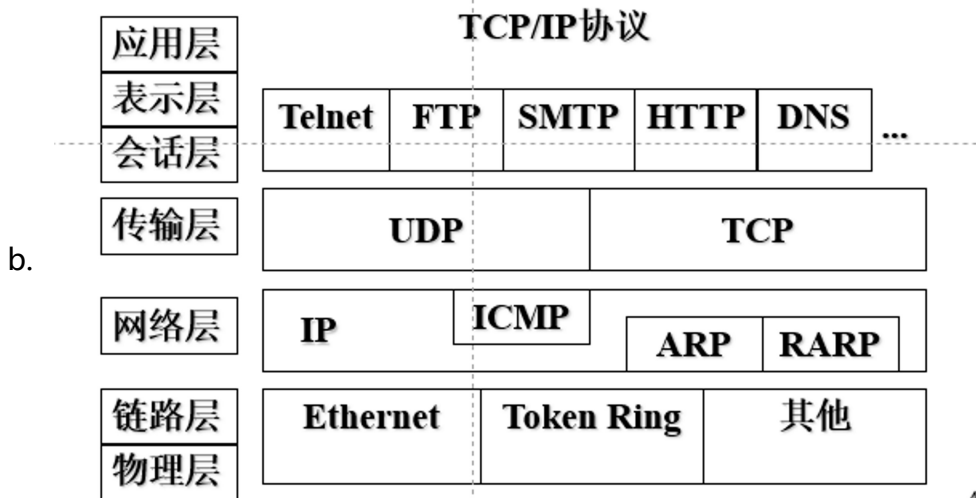 TCP/IP协议
应用层
表示层
会话层
Telnet FTP SMTP HTTP DNS ...
传输层
UDP TCP
b.
网络层
IP ICMP ARP RARP
链路层
物理层
Ethernet Token Ring 其他